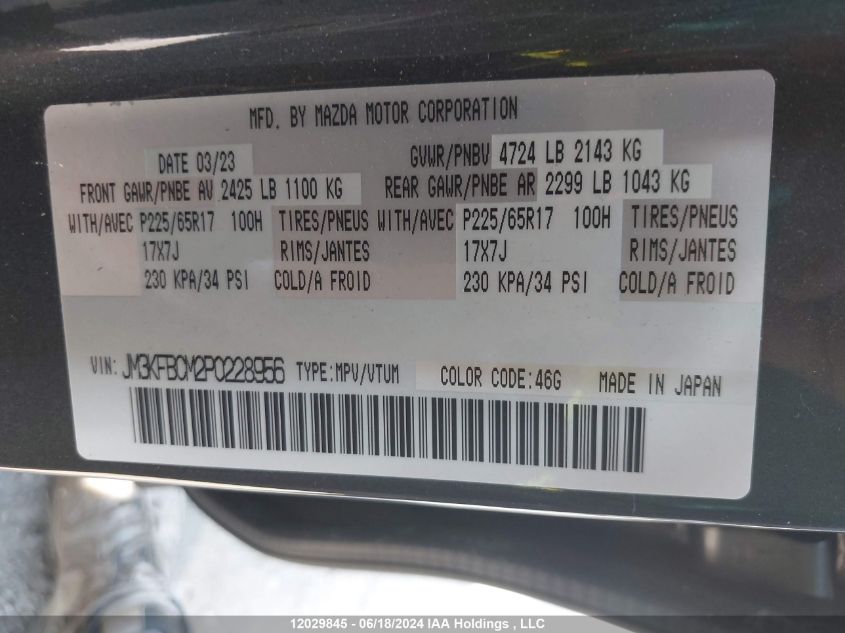 MFD. BY MAZDA MOTOR CORPORATION
DATE 03/23 GVWR/PNBV 4724 LB 2143 KG
FRONT GAWR/PNBE AV 2425 LB 1100 KG REAR GAWR/PNBE AR 2299 LB 1043 KG
WITH/AVEC P225/65R17 100H TIRES/PNEUS WITH/AVEC P225/65R17 100H TIRES/PNEUS
17X7J RIMS/JANTES 17X7J RIMS/JANTES
230 KPA/34 PSI COLD/A FROID 230 KPA/34 PSI COLD/A FROID
VIN: JM3KFBCM2P0228956 TYPE:MPV/VTUM COLOR CODE:46G MADE IN JAPAN
12029845 - 06/18/2024 IAA Holdings , LLC